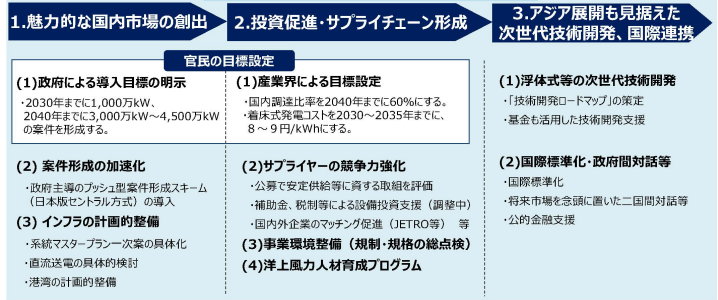 1.魅力的な国内市場の創出
2.投資促進・サプライチェーン形成
3.アジア展開も見据えた
次世代技術開発、国際連携
官民の目標設定
(1)政府による導入目標の明示
・2030年までに1,000万kW、
2040年までに3,000万kW～4,500万kW
の案件を形成する。
(2) 案件形成の加速化
・政府主導のプッシュ型案件形成スキーム
（日本版セントラル方式）の導入
(3) インフラの計画的整備
・系統マスタープラン一次案の具体化
・直流送電の具体的検討
・港湾の計画的整備
(1)産業界による目標設定
・国内調達比率を2040年までに60%にする。
・着床式発電コストを2030～2035年までに、
８～９円/kWhにする。
(2)サプライヤーの競争力強化
・公募で安定供給等に資する取組を評価
・補助金、税制等による設備投資支援（調整中）
・国内外企業のマッチング促進（JETRO等） 等
(3)事業環境整備（規制・規格の総点検）
(4)洋上風力人材育成プログラム
(1)浮体式等の次世代技術開発
・「技術開発ロードマップ」の策定
・基金も活用した技術開発支援
(2)国際標準化・政府間対話等
・国際標準化
・将来市場を念頭に置いた二国間対話等
・公的金融支援